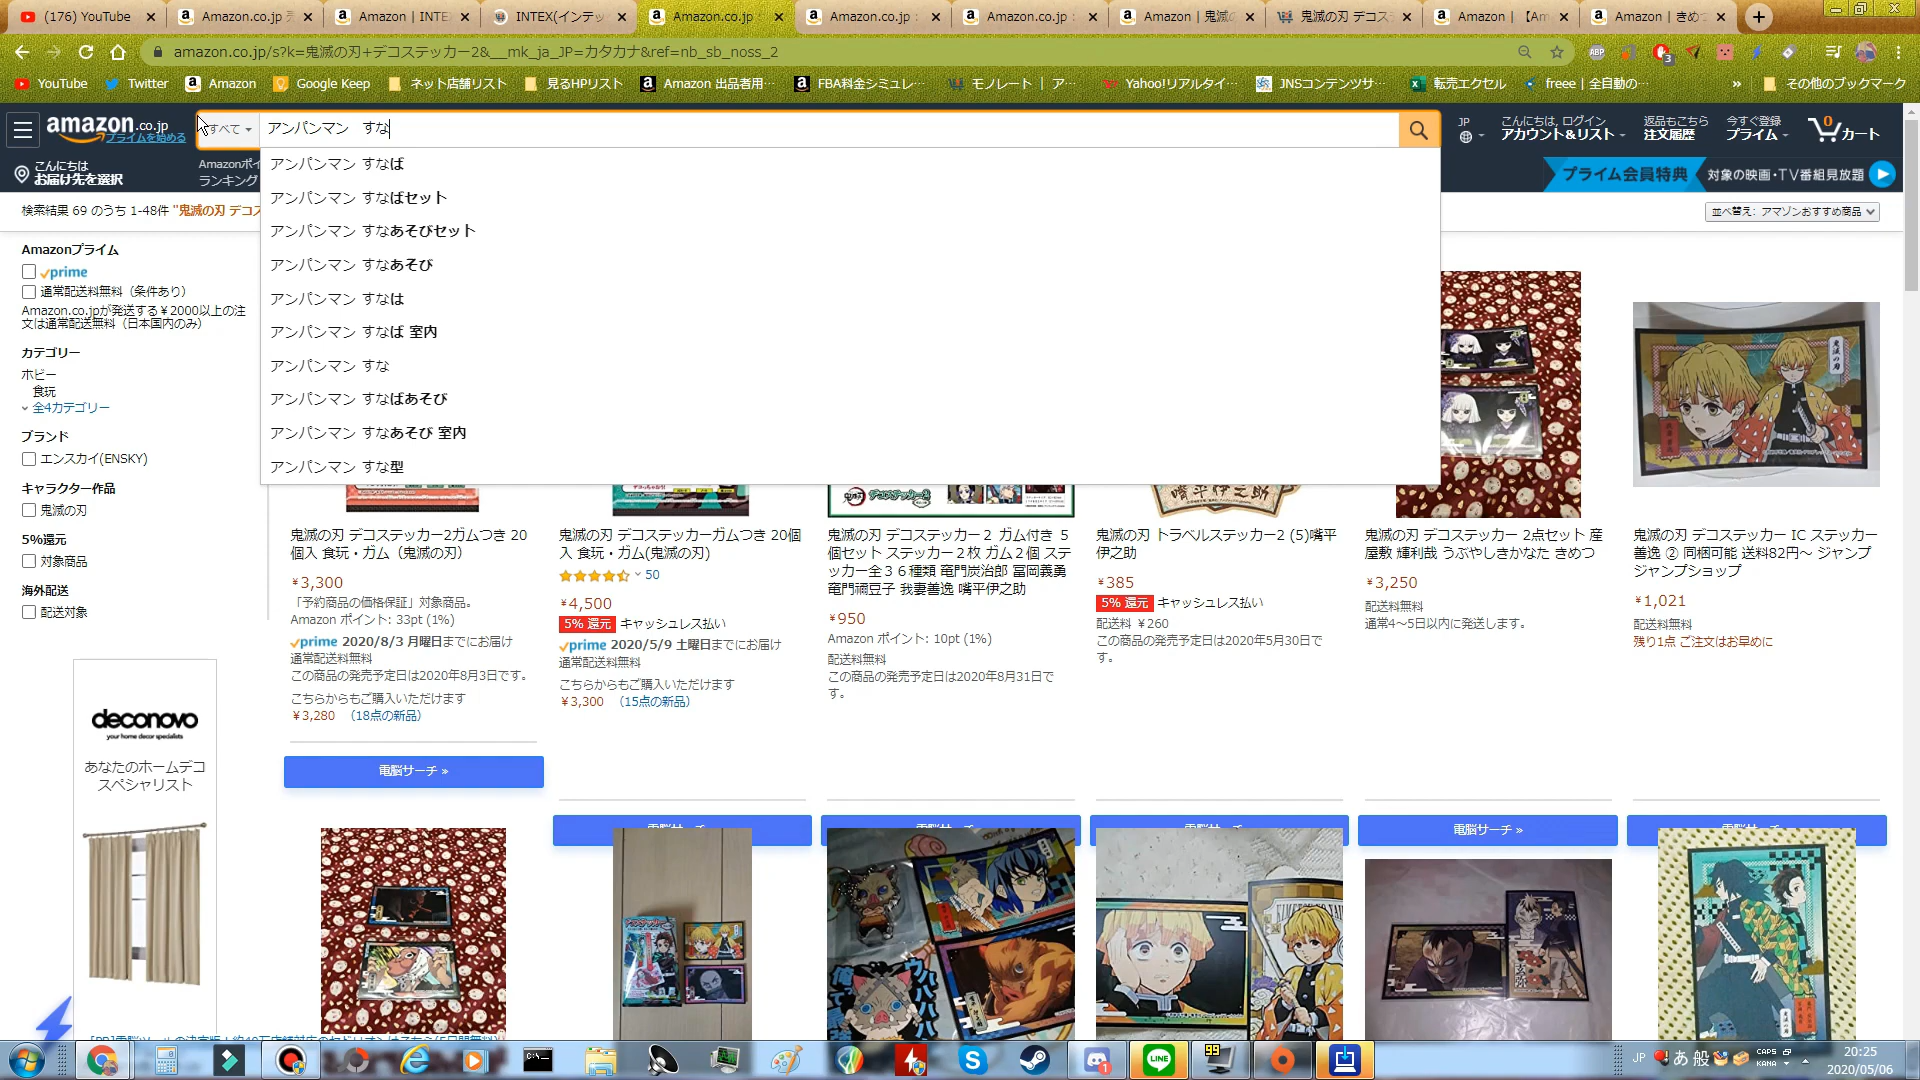 (176) YouTube
Amazon.co.jp
Amazon | INTE
INTEX(インテッ
Amazon.co.jp
Amazon.co.jp
Amazon.co.jp
Amazon | 鬼滅
鬼滅の刃 デコス
Amazon | 【Am
Amazon | きめつ
amazon.co.jp/s?k=鬼滅の刃+デコステッカー2&__mk_ja_JP=カタカナ&ref=nb_sb_noss_2
YouTube
Twitter
Amazon
Google Keep
ネット店舗リスト
見るHPリスト
Amazon 出品者用…
FBA料金シミュレ…
モノレート | ア…
Yahoo!リアルタイ…
JNSコンテンツサ…
転売エクセル
freee | 全自動の…
»
その他のブックマーク
amazon.co.jp
プライムを始める
すべて
アンパンマン　すな
JP
こんにちは, ログイン
アカウント&リスト
返品もこちら
注文履歴
今すぐ登録
プライム
0
カート
こんにちは
お届け先を選択
Amazonポイ
ランキング
プライム会員特典
対象の映画・TV番組見放題
検索結果 69 のうち 1-48件 "鬼滅の刃 デコス
並べ替え: アマゾンおすすめ商品
アンパンマン すなば
アンパンマン すなばセット
アンパンマン すなあそびセット
アンパンマン すなあそび
アンパンマン すなは
アンパンマン すなば 室内
アンパンマン すな
アンパンマン すなばあそび
アンパンマン すなあそび 室内
アンパンマン すな型
Amazonプライム
prime
通常配送料無料（条件あり）
Amazon.co.jpが発送する￥2000以上の注
文は通常配送無料（日本国内のみ）
カテゴリー
ホビー
食玩
全4カテゴリー
ブランド
エンスカイ(ENSKY)
キャラクター作品
鬼滅の刃
5%還元
対象商品
海外配送
配送対象
deconovo
your home decor specialists
あなたのホームデコ
スペシャリスト
鬼滅の刃 デコステッカー2ガムつき 20
個入 食玩・ガム（鬼滅の刃）
￥3,300
「予約商品の価格保証」対象商品。
Amazon ポイント: 33pt (1%)
prime 2020/8/3 月曜日までにお届け
通常配送料無料
この商品の発売予定日は2020年8月3日です。
こちらからもご購入いただけます
￥3,280 （18点の新品）
電脳サーチ »
鬼滅の刃 デコステッカーガムつき 20個
入 食玩・ガム(鬼滅の刃)
50
￥4,500
5% 還元 キャッシュレス払い
prime 2020/5/9 土曜日までにお届け
通常配送料無料
こちらからもご購入いただけます
￥3,300 （15点の新品）
鬼滅の刃 デコステッカー２ ガム付き ５
個セット ステッカー２枚 ガム２個 ステ
ッカー全３６種類 竈門炭治郎 冨岡義勇
竈門禰豆子 我妻善逸 嘴平伊之助
￥950
Amazon ポイント: 10pt (1%)
配送料無料
この商品の発売予定日は2020年8月31日で
す。
嘴平伊之助
鬼滅の刃 トラベルステッカー2 (5)嘴平
伊之助
￥385
5% 還元 キャッシュレス払い
配送料 ￥260
この商品の発売予定日は2020年5月30日で
す。
鬼滅の刃 デコステッカー 2点セット 産
屋敷 輝利哉 うぶやしきかなた きめつ
￥3,250
配送料無料
通常4～5日以内に発送します。
電脳サーチ »
鬼滅の刃 デコステッカー IC ステッカー
善逸 ② 同梱可能 送料82円～ ジャンプ
ジャンプショップ
￥1,021
配送料無料
残り1点 ご注文はお早めに
JP
あ 般
CAPS
KANA
20:25
2020/05/06